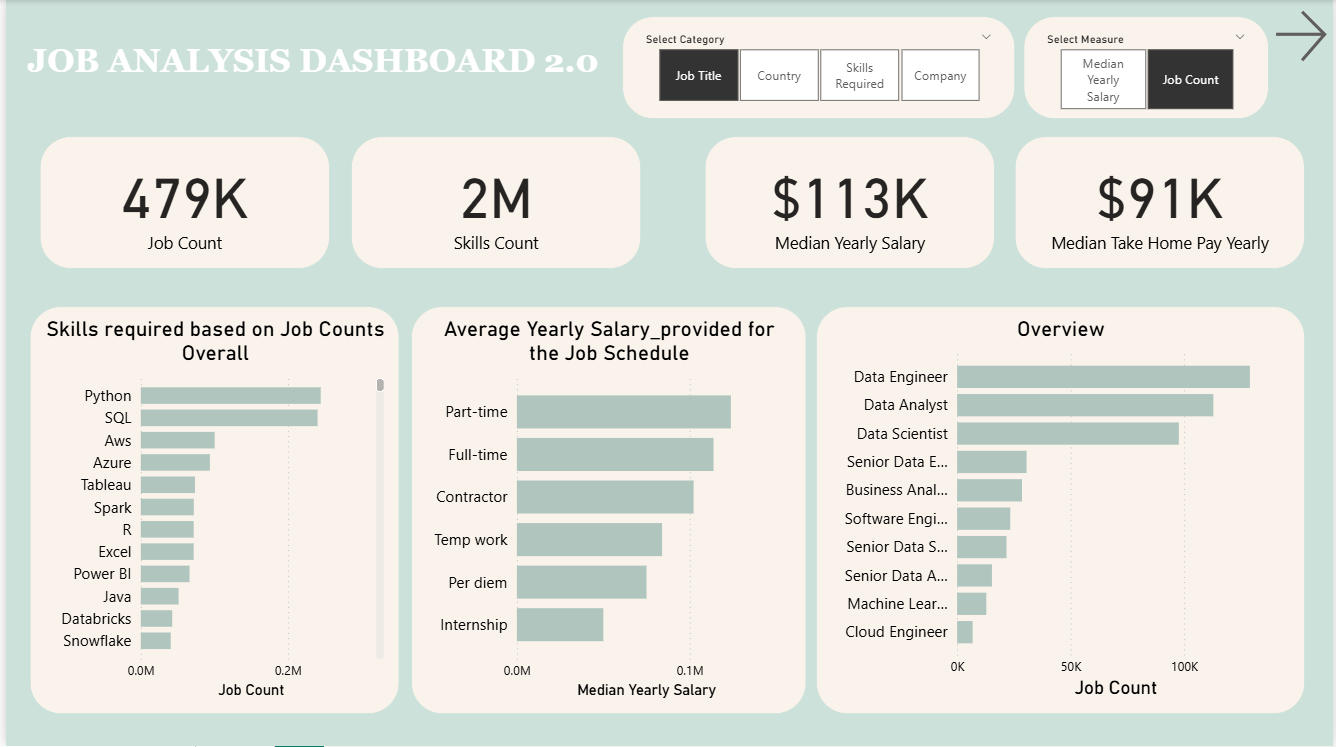 JOB ANALYSIS DASHBOARD 2.0
Select Category
Job Title
Country
Skills
Required
Company
Select Measure
Median
Yearly
Salary
Job Count
479K
Job Count
2M
Skills Count
$113K
Median Yearly Salary
$91K
Median Take Home Pay Yearly
Skills required based on Job Counts
Overall
Python
SQL
Aws
Azure
Tableau
Spark
R
Excel
Power BI
Java
Databricks
Snowflake
0.0M
0.2M
Job Count
Average Yearly Salary_provided for
the Job Schedule
Part-time
Full-time
Contractor
Temp work
Per diem
Internship
0.0M
0.1M
Median Yearly Salary
Overview
Data Engineer
Data Analyst
Data Scientist
Senior Data E...
Business Anal...
Software Engi...
Senior Data S...
Senior Data A...
Machine Lear...
Cloud Engineer
0K
50K
100K
Job Count